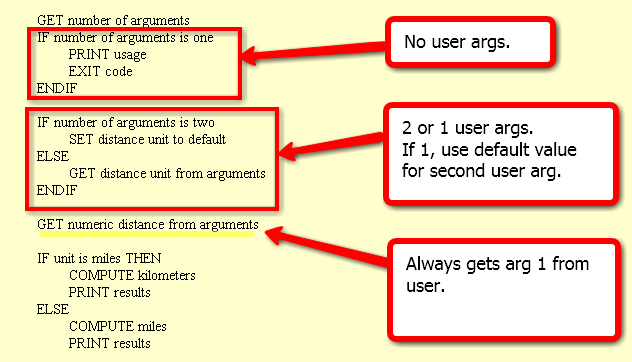 GET number of arguments
IF number of arguments is one
PRINT usage
EXIT code
ENDIF
No user args.
IF number of arguments is two
SET distance unit to default
ELSE
GET distance unit from arguments
ENDIF
2 or 1 user args.
If 1, use default value
for second user arg.
GET numeric distance from arguments
Always gets arg 1 from
user.
IF unit is miles THEN
COMPUTE kilometers
PRINT results
ELSE
COMPUTE miles
PRINT results